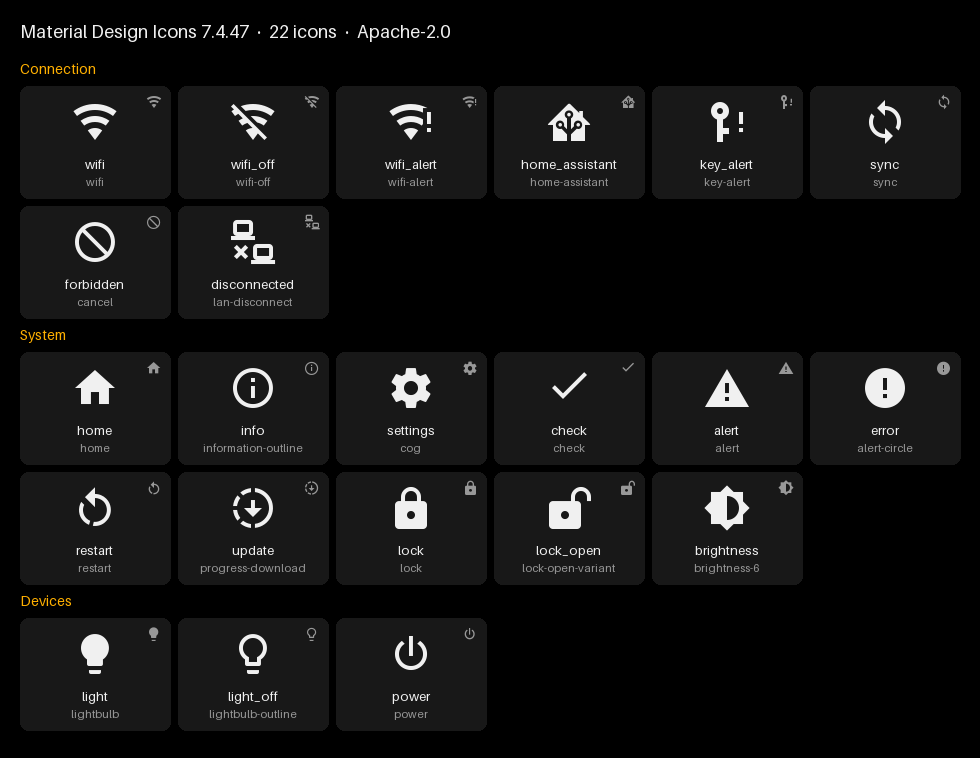 Material Design Icons 7.4.47 · 22 icons · Apache-2.0
Connection
wifi
wifi
wifi_off
wifi-off
wifi_alert
wifi-alert
home_assistant
home-assistant
key_alert
key-alert
sync
sync
forbidden
cancel
disconnected
lan-disconnect
System
home
home
info
information-outline
settings
cog
check
check
alert
alert
error
alert-circle
restart
restart
update
progress-download
lock
lock
lock_open
lock-open-variant
brightness
brightness-6
Devices
light
lightbulb
light_off
lightbulb-outline
power
power